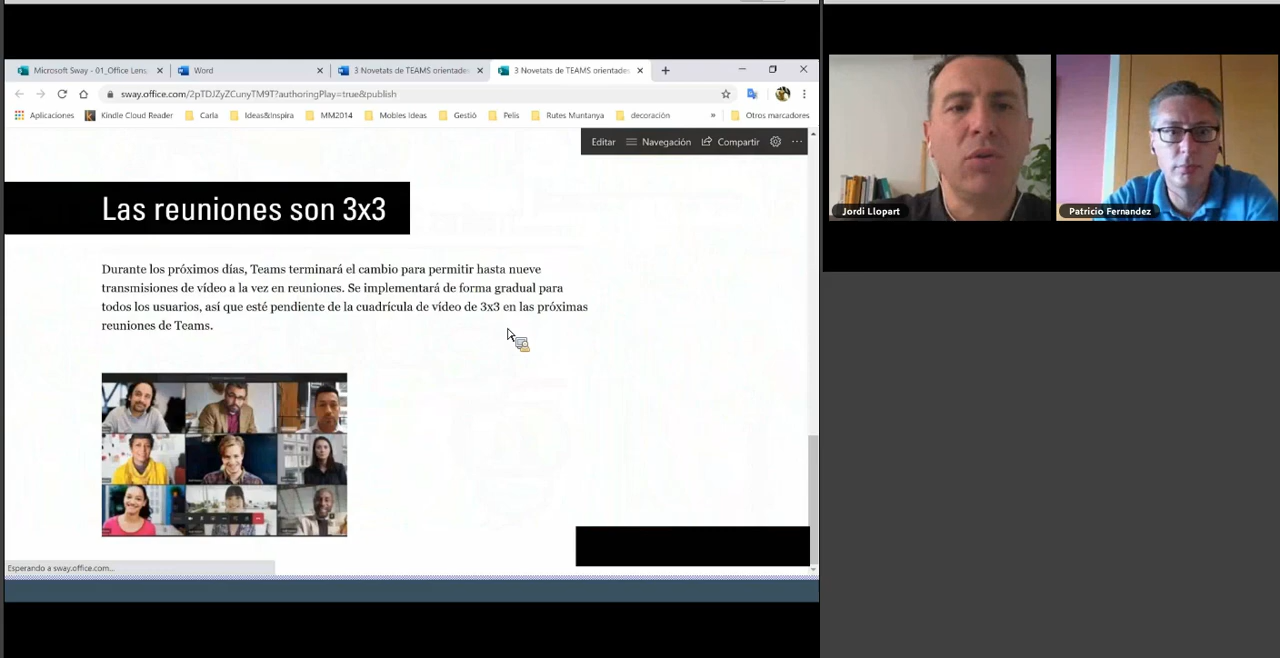 Microsoft Sway - 01_Office Lens
Word
3 Novetats de TEAMS orientades
3 Novetats de TEAMS orientades
sway.office.com/2pTDJZyZCunyTM9T?authoringPlay=true&publish
Aplicaciones
Kindle Cloud Reader
Carla
Ideas&Inspira
MM2014
Mobles Ideas
Gestió
Pelis
Rutes Muntanya
decoración
»
Otros marcadores
Editar
Navegación
Compartir
Las reuniones son 3x3
Durante los próximos días, Teams terminará el cambio para permitir hasta nueve
transmisiones de vídeo a la vez en reuniones. Se implementará de forma gradual para
todos los usuarios, así que esté pendiente de la cuadrícula de vídeo de 3x3 en las próximas
reuniones de Teams.
Esperando a sway.office.com...
Jordi Llopart
Patricio Fernandez